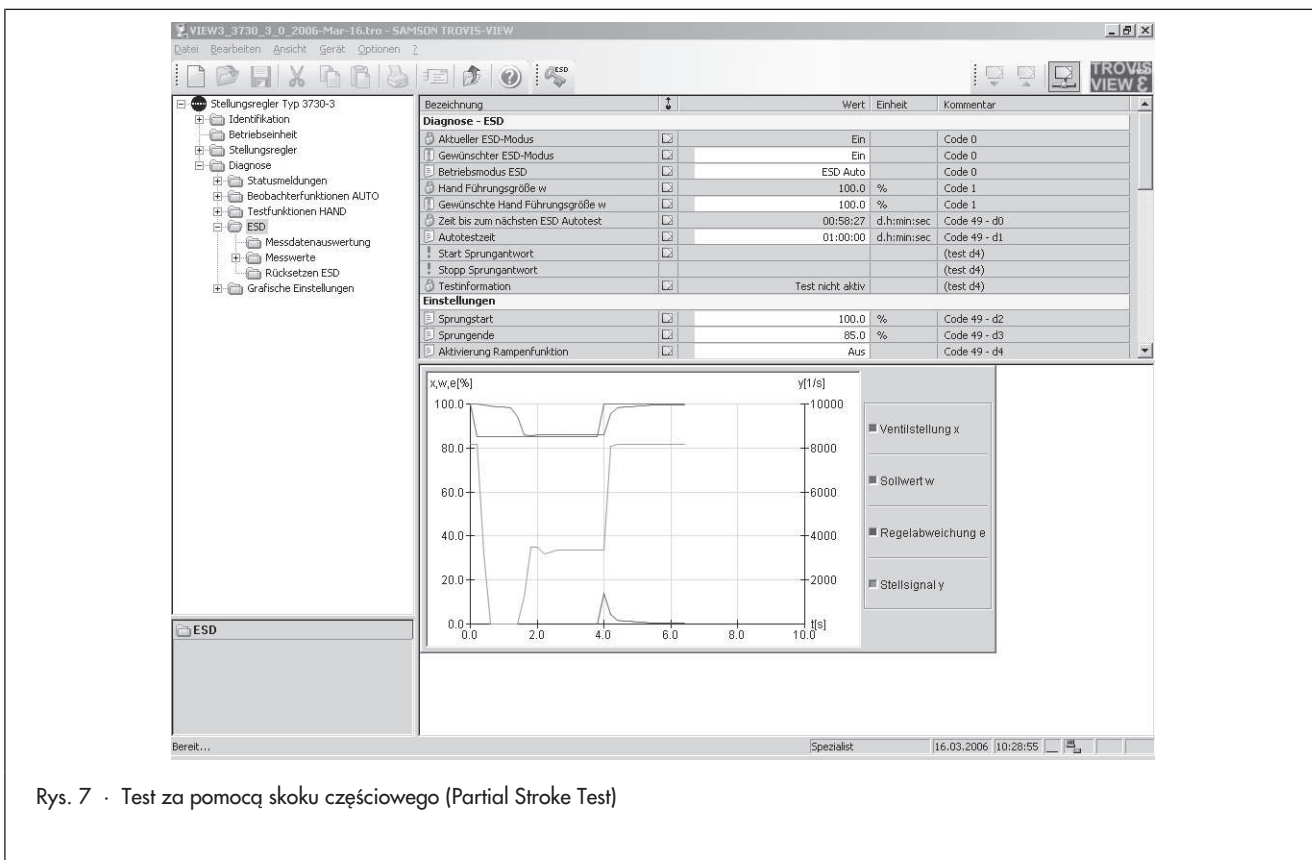 VIEW3_3730_3_0_2006-Mar-16.tro - SAMSON TROVIS-VIEW
Datei Bearbeiten Ansicht Gerät Optionen ?
ESD
TROVIS
VIEW 3
Stellungsregler Typ 3730-3
Identifikation
Betriebseinheit
Stellungsregler
Diagnose
Statusmeldungen
Beobachterfunktionen AUTO
Testfunktionen HAND
ESD
Messdatenauswertung
Messwerte
Rücksetzen ESD
Grafische Einstellungen
Bezeichnung Wert Einheit Kommentar
Diagnose - ESD
Aktueller ESD-Modus Ein Code 0
Gewünschter ESD-Modus Ein Code 0
Betriebsmodus ESD ESD Auto Code 0
Hand Führungsgröße w 100.0 % Code 1
Gewünschte Hand Führungsgröße w 100.0 % Code 1
Zeit bis zum nächsten ESD Autotest 00:58:27 d.h:min:sec Code 49 - d0
Autotestzeit 01:00:00 d.h:min:sec Code 49 - d1
Start Sprungantwort (test d4)
Stopp Sprungantwort (test d4)
Testinformation Test nicht aktiv (test d4)
Einstellungen
Sprungstart 100.0 % Code 49 - d2
Sprungende 85.0 % Code 49 - d3
Aktivierung Rampenfunktion Aus Code 49 - d4
x,w,e[%] y[1/s]
100.0 10000
80.0 8000
60.0 6000
40.0 4000
20.0 2000
0.0 t[s]
0.0 2.0 4.0 6.0 8.0 10.0
Ventilstellung x
Sollwert w
Regelabweichung e
Stellsignal y
ESD
Bereit... Spezialist 16.03.2006 10:28:55
Rys. 7 · Test za pomocą skoku częściowego (Partial Stroke Test)